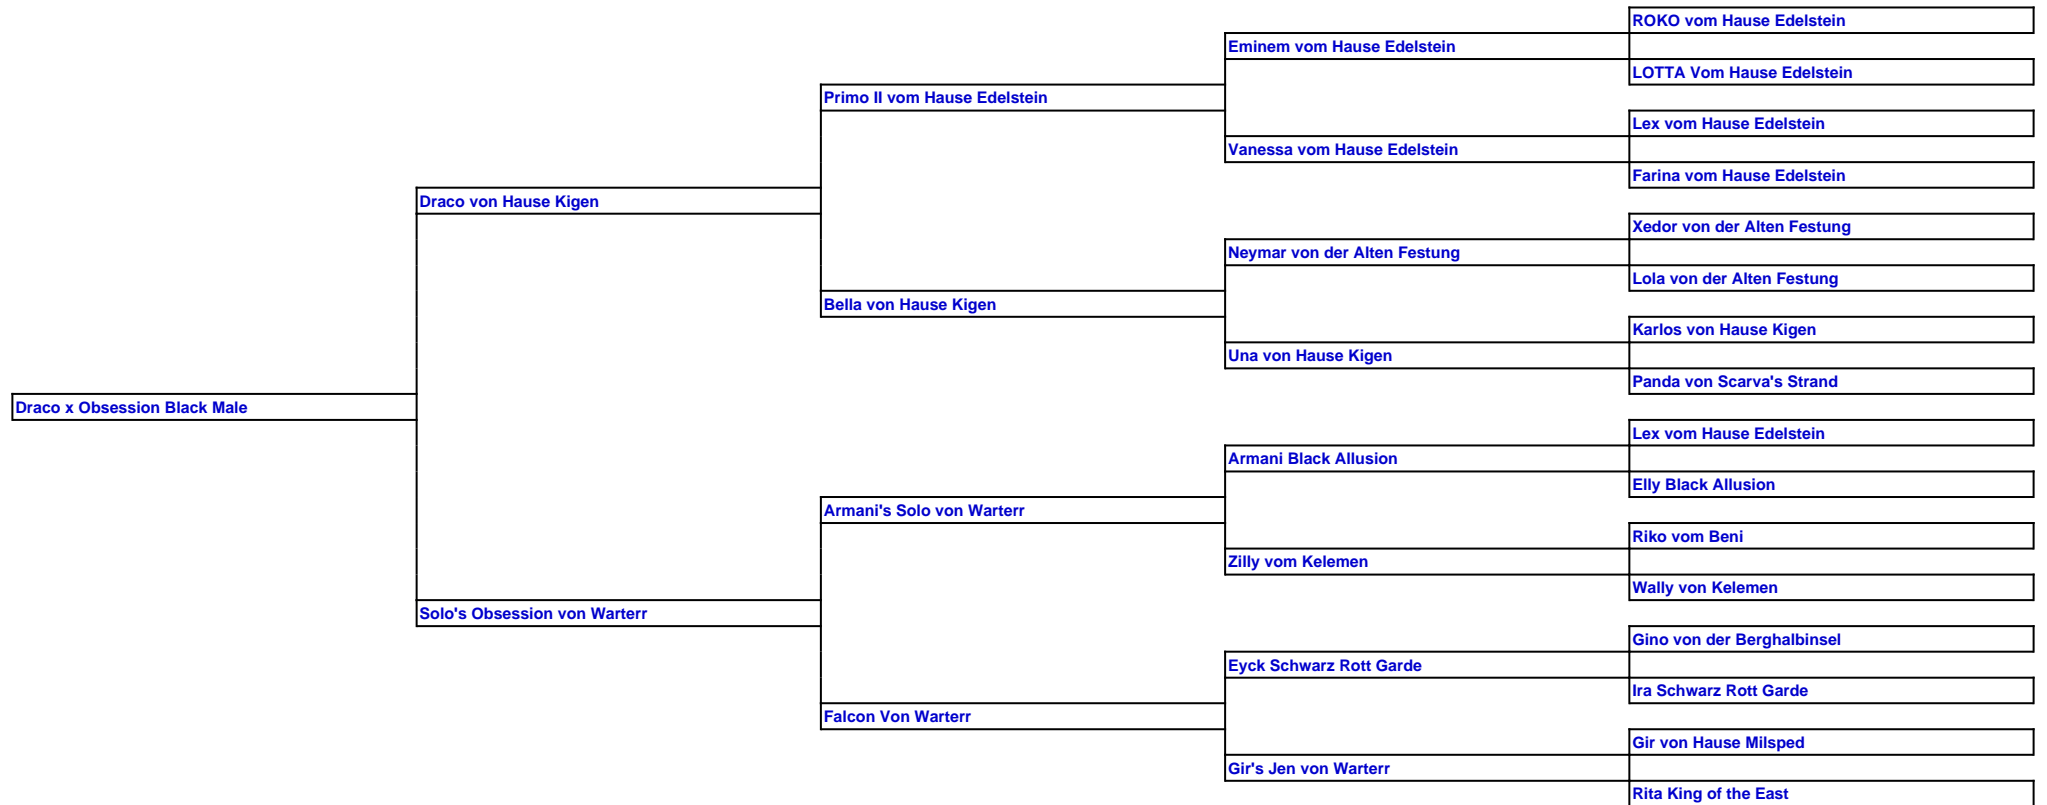 ROKO vom Hause Edelstein
Eminem vom Hause Edelstein
LOTTA Vom Hause Edelstein
Primo II vom Hause Edelstein
Lex vom Hause Edelstein
Vanessa vom Hause Edelstein
Farina vom Hause Edelstein
Draco von Hause Kigen
Xedor von der Alten Festung
Neymar von der Alten Festung
Lola von der Alten Festung
Bella von Hause Kigen
Karlos von Hause Kigen
Una von Hause Kigen
Panda von Scarva's Strand
Draco x Obsession Black Male
Lex vom Hause Edelstein
Armani Black Allusion
Elly Black Allusion
Armani's Solo von Warterr
Riko vom Beni
Zilly vom Kelemen
Wally von Kelemen
Solo's Obsession von Warterr
Gino von der Berghalbinsel
Eyck Schwarz Rott Garde
Ira Schwarz Rott Garde
Falcon Von Warterr
Gir von Hause Milsped
Gir's Jen von Warterr
Rita King of the East